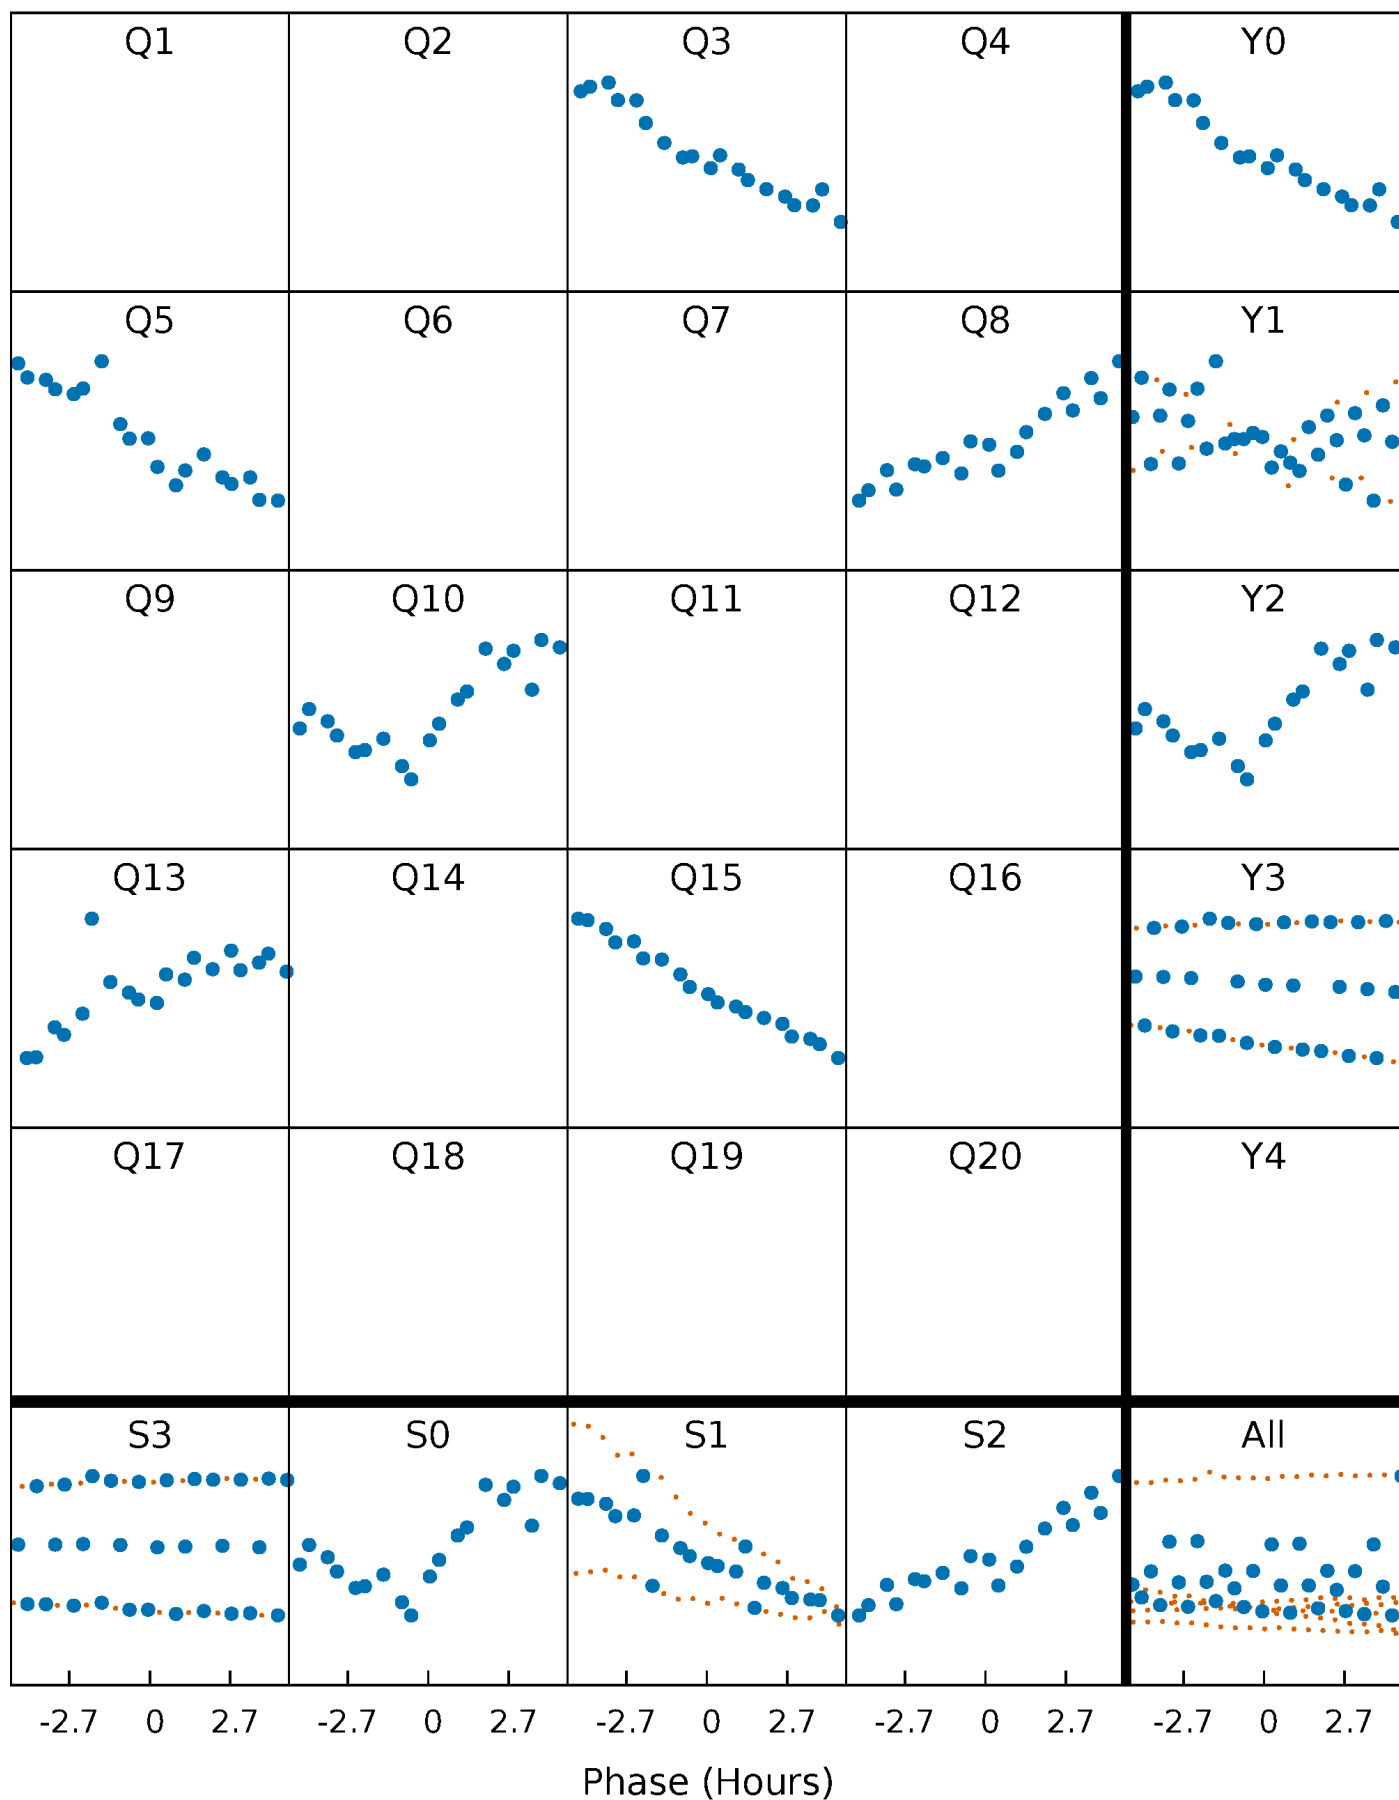 Q1 Q2 Q3 Q4 Y0
Q5 Q6 Q7 Q8 Y1
Q9 Q10 Q11 Q12 Y2
Q13 Q14 Q15 Q16 Y3
Q17 Q18 Q19 Q20 Y4
S3 S0 S1 S2 All
-2.7 0 2.7 -2.7 0 2.7 -2.7 0 2.7 -2.7 0 2.7 -2.7 0 2.7
Phase (Hours)